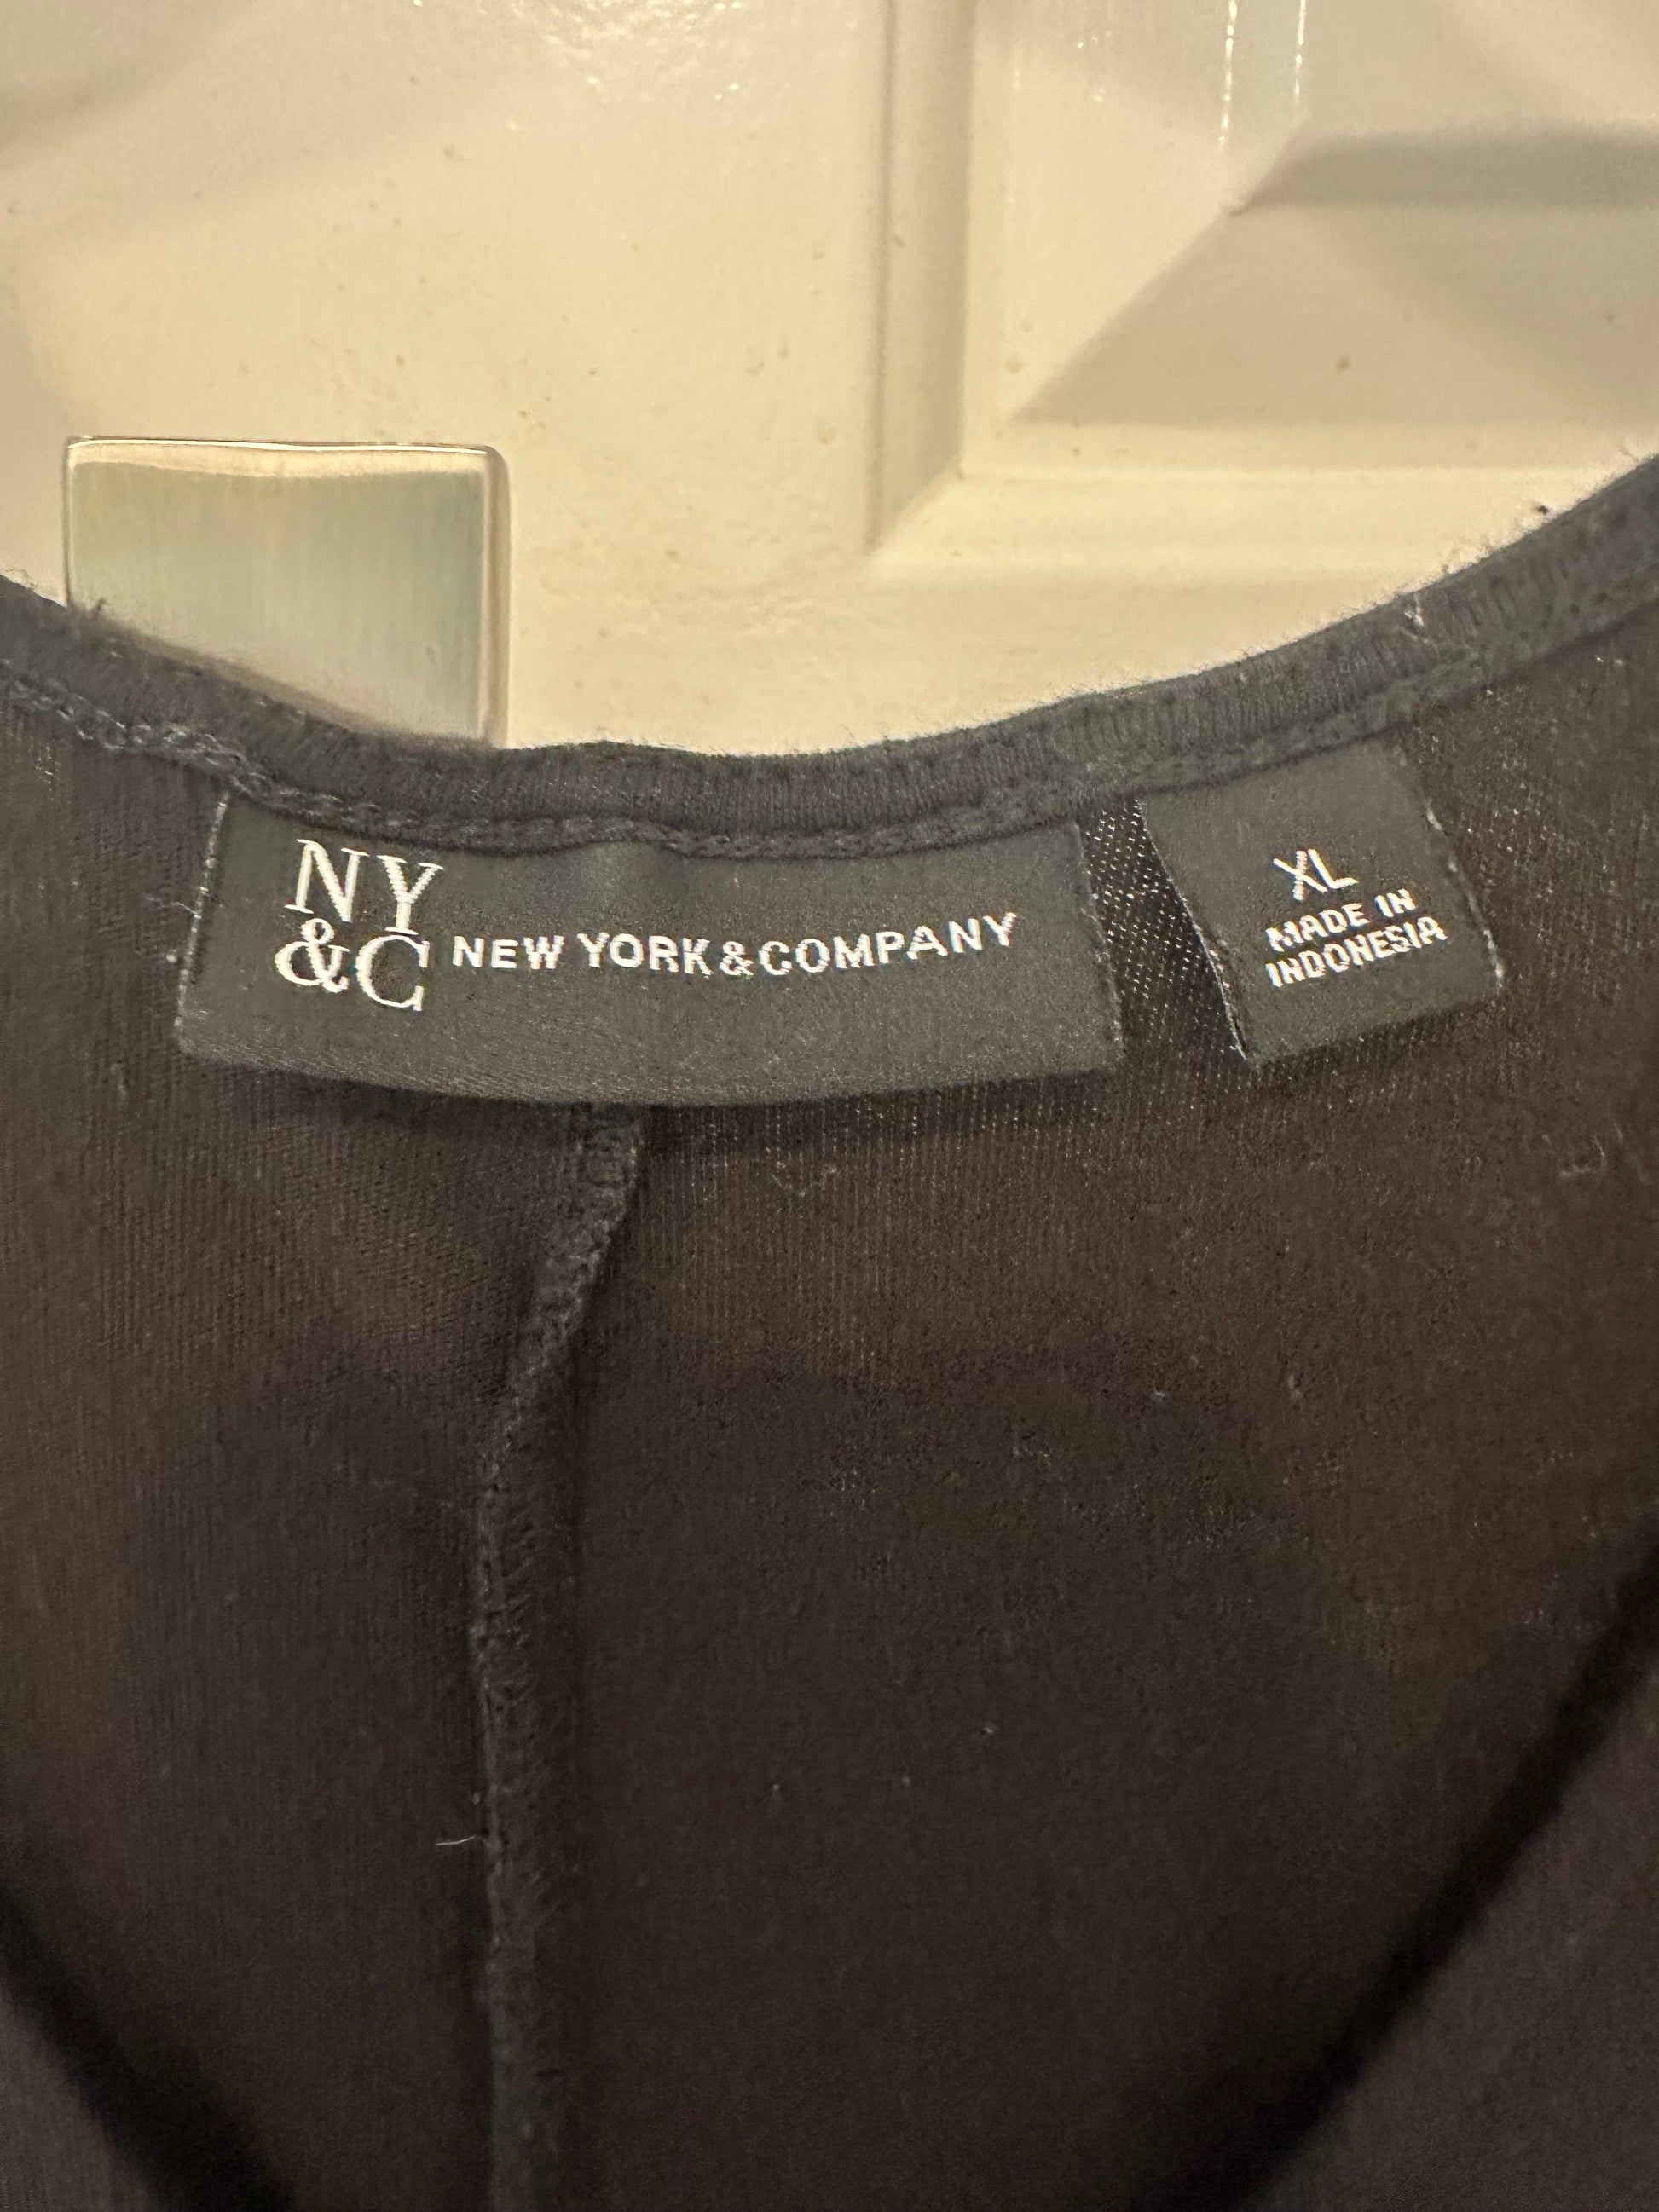 NY
&C NEW YORK&COMPANY
XL
MADE IN
INDONESIA